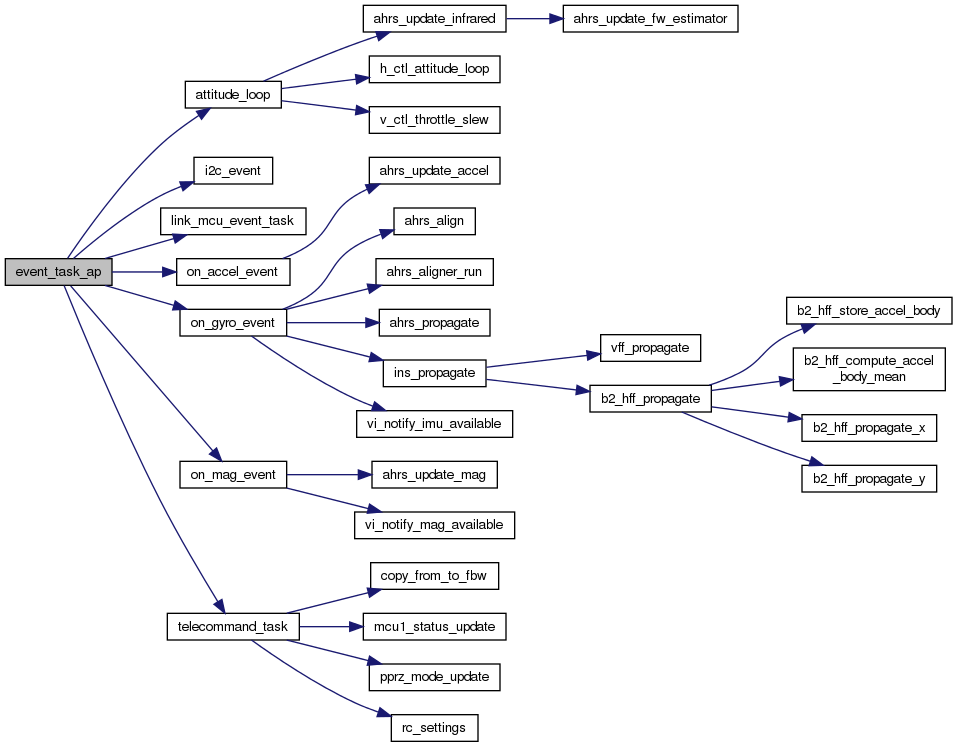 ahrs_update_infrared
ahrs_update_fw_estimator
h_ctl_attitude_loop
attitude_loop
v_ctl_throttle_slew
i2c_event
ahrs_update_accel
link_mcu_event_task
ahrs_align
event_task_ap
on_accel_event
ahrs_aligner_run
b2_hff_store_accel_body
on_gyro_event
ahrs_propagate
vff_propagate
ins_propagate
b2_hff_compute_accel
_body_mean
b2_hff_propagate
vi_notify_imu_available
b2_hff_propagate_x
on_mag_event
ahrs_update_mag
b2_hff_propagate_y
vi_notify_mag_available
copy_from_to_fbw
telecommand_task
mcu1_status_update
pprz_mode_update
rc_settings